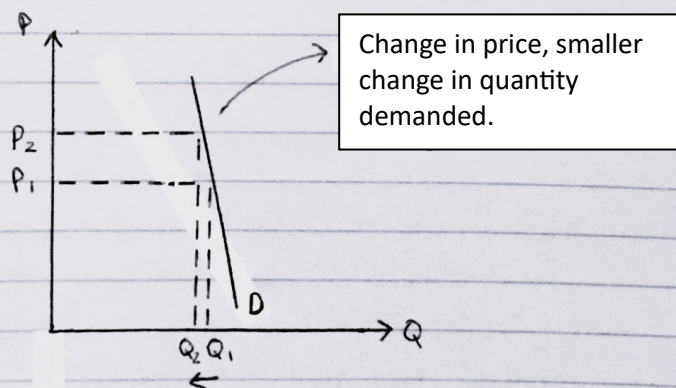 P
Change in price, smaller
change in quantity
demanded.
P₂
P₁
D
Q
Q₂ Q₁